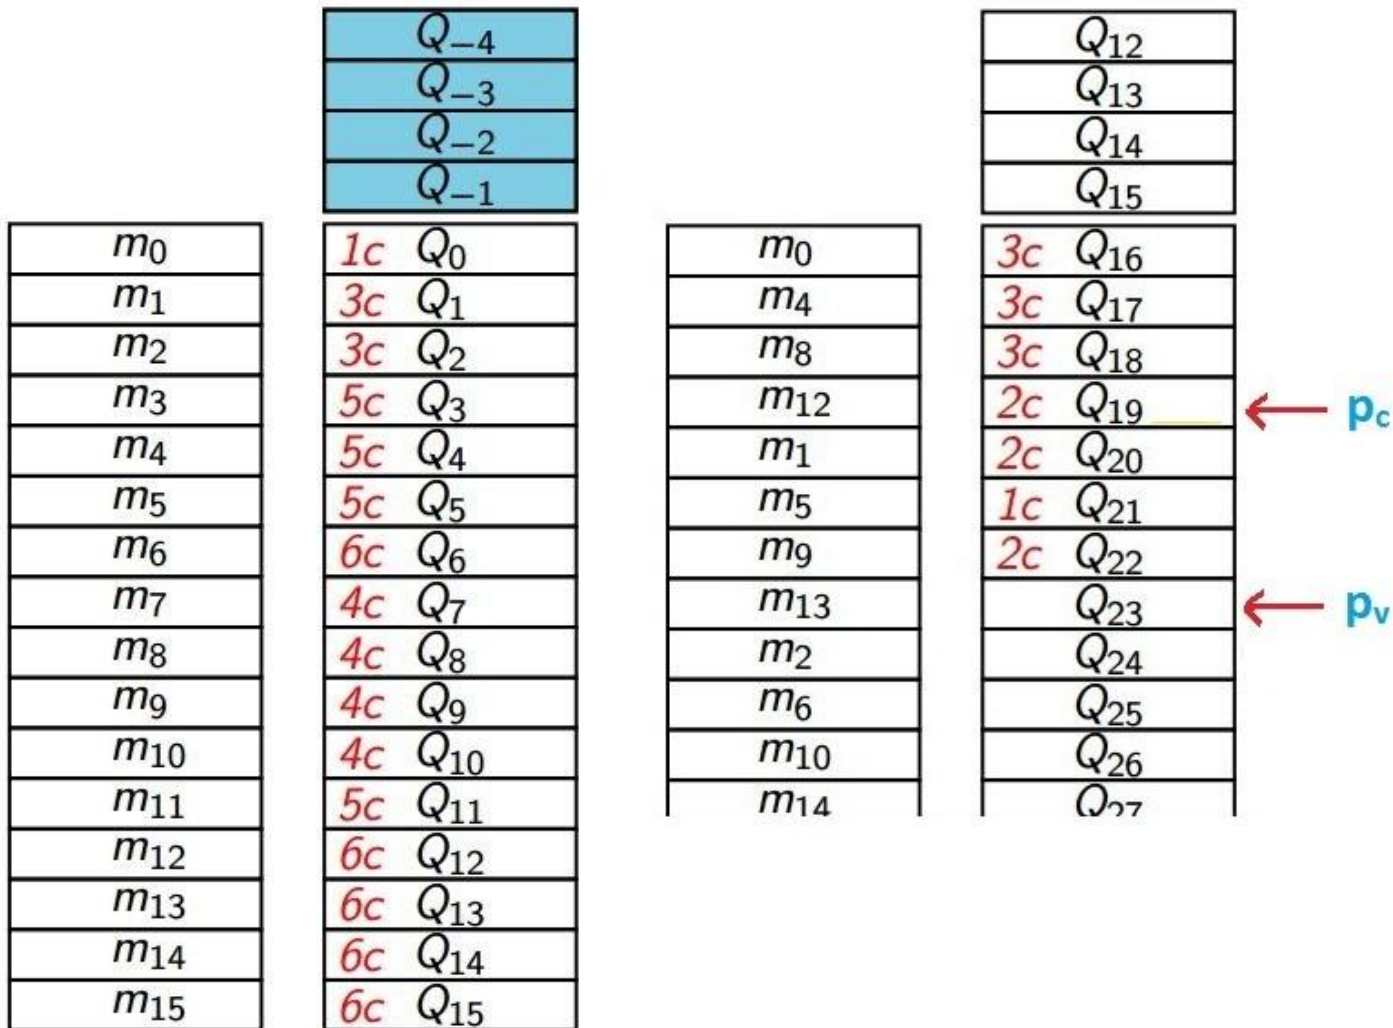 Q₋₄
Q₋₃
Q₋₂
Q₋₁
m₀ 1c Q₀
m₁ 3c Q₁
m₂ 3c Q₂
m₃ 5c Q₃
m₄ 5c Q₄
m₅ 5c Q₅
m₆ 6c Q₆
m₇ 4c Q₇
m₈ 4c Q₈
m₉ 4c Q₉
m₁₀ 4c Q₁₀
m₁₁ 5c Q₁₁
m₁₂ 6c Q₁₂
m₁₃ 6c Q₁₃
m₁₄ 6c Q₁₄
m₁₅ 6c Q₁₅
Q₁₂
Q₁₃
Q₁₄
Q₁₅
m₀ 3c Q₁₆
m₄ 3c Q₁₇
m₈ 3c Q₁₈
m₁₂ 2c Q₁₉ ← p_c
m₁ 2c Q₂₀
m₅ 1c Q₂₁
m₉ 2c Q₂₂
m₁₃ Q₂₃ ← p_v
m₂ Q₂₄
m₆ Q₂₅
m₁₀ Q₂₆
m₁₄ Q₂₇